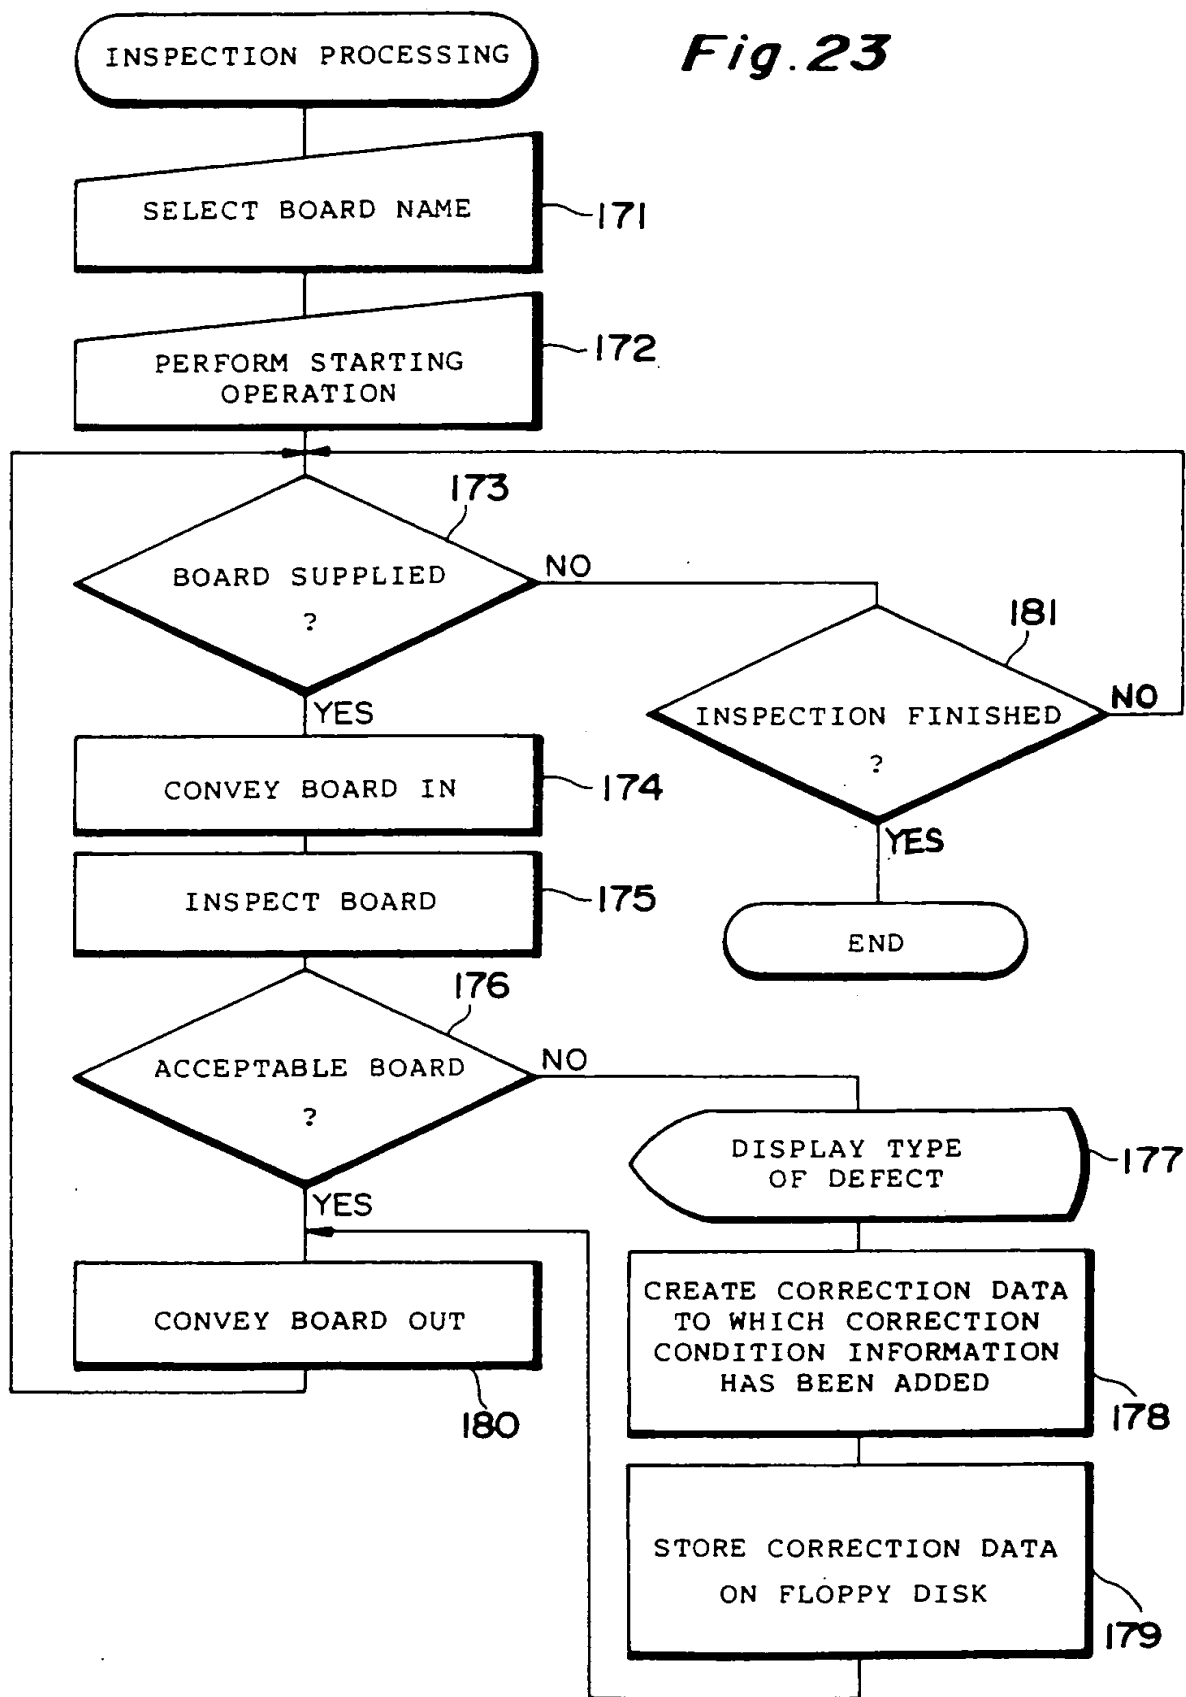 Fig. 23
INSPECTION PROCESSING
SELECT BOARD NAME
171
PERFORM STARTING
OPERATION
172
173
BOARD SUPPLIED
?
NO
YES
181
INSPECTION FINISHED
?
NO
YES
END
CONVEY BOARD IN
174
INSPECT BOARD
175
176
ACCEPTABLE BOARD
?
NO
YES
DISPLAY TYPE
OF DEFECT
177
CREATE CORRECTION DATA
TO WHICH CORRECTION
CONDITION INFORMATION
HAS BEEN ADDED
178
STORE CORRECTION DATA
ON FLOPPY DISK
179
CONVEY BOARD OUT
180